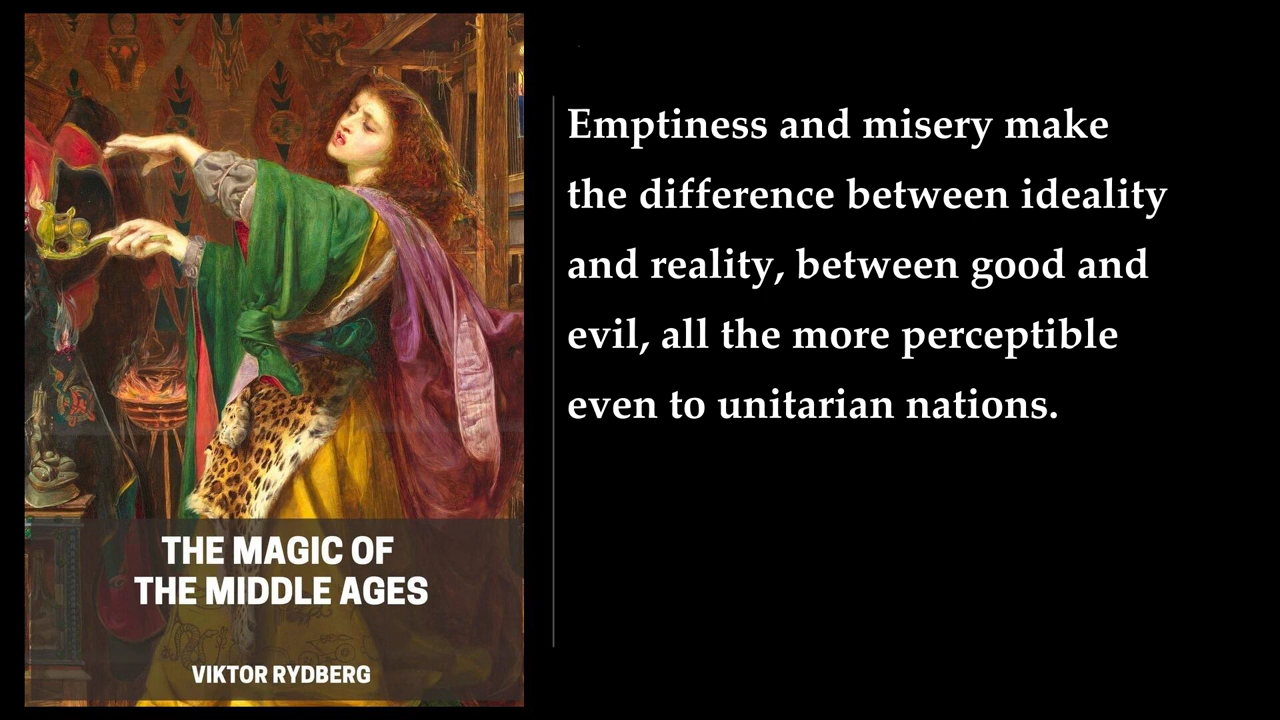 THE MAGIC OF
THE MIDDLE AGES
VIKTOR RYDBERG
Emptiness and misery make
the difference between ideality
and reality, between good and
evil, all the more perceptible
even to unitarian nations.